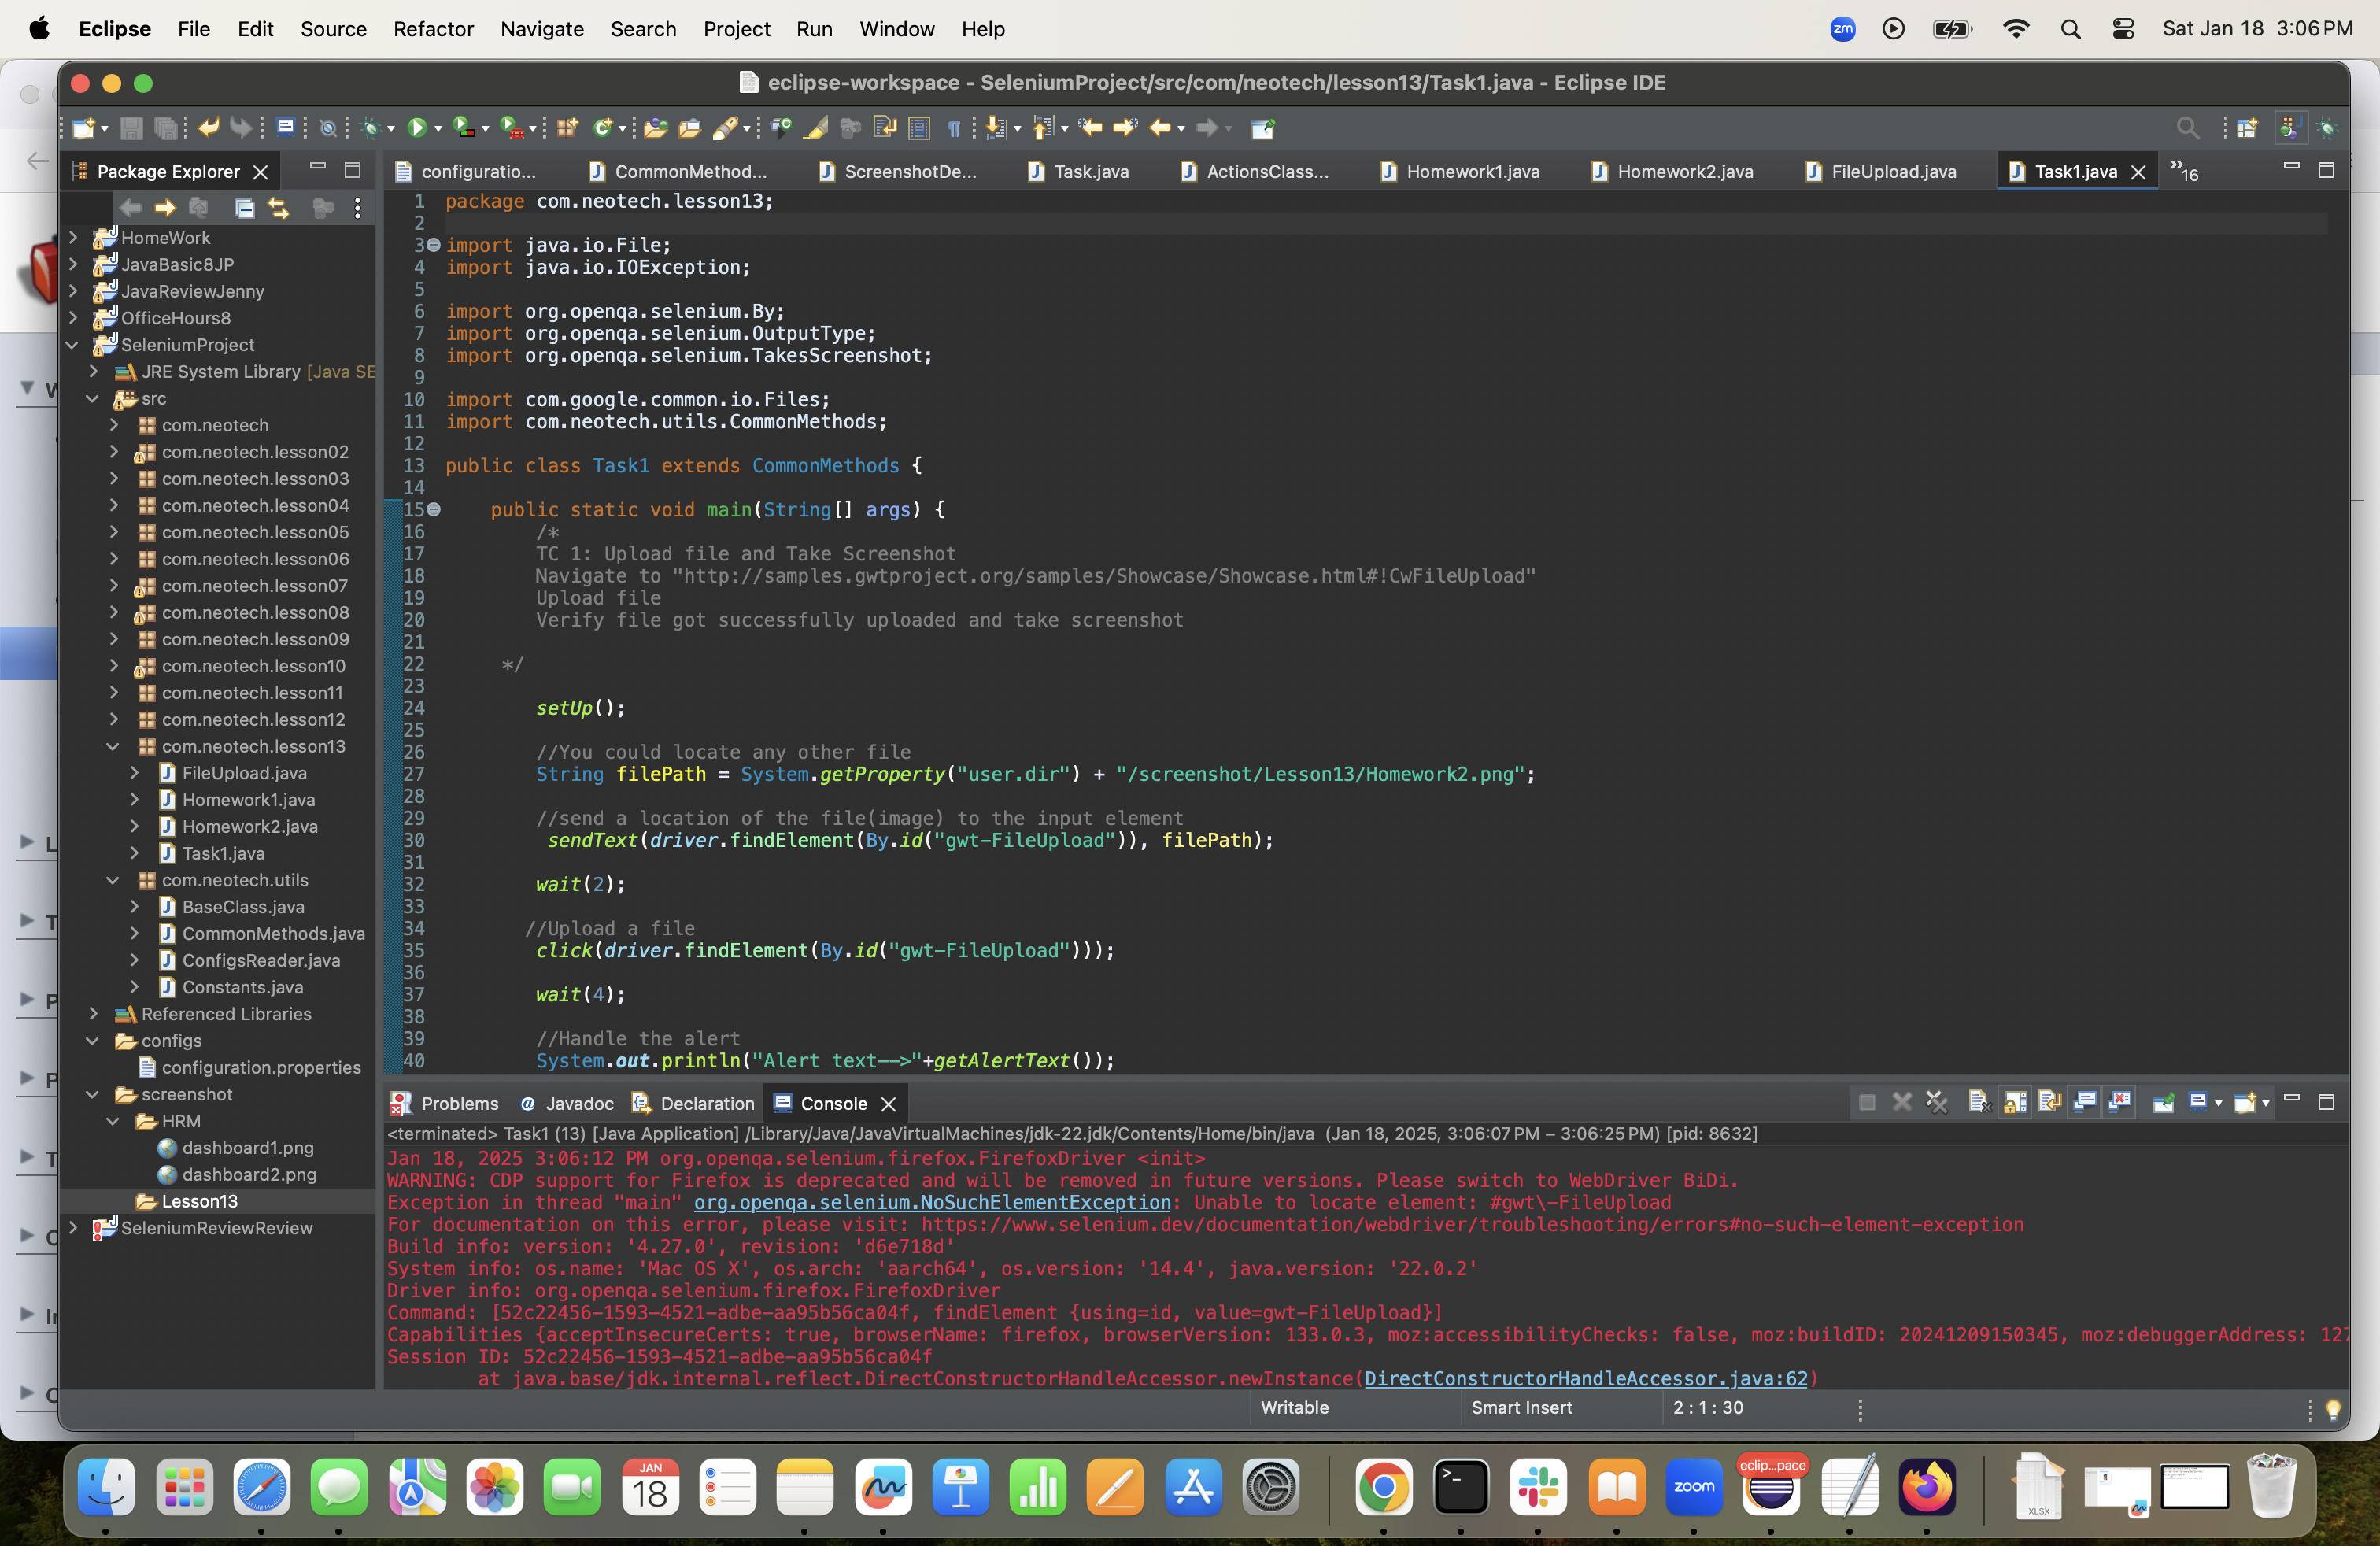 Eclipse File Edit Source Refactor Navigate Search Project Run Window Help zm Sat Jan 18 3:06 PM
eclipse-workspace - SeleniumProject/src/com/neotech/lesson13/Task1.java - Eclipse IDE
Package Explorer
configuratio...
CommonMethod...
ScreenshotDe...
Task.java
ActionsClass...
Homework1.java
Homework2.java
FileUpload.java
Task1.java
16
HomeWork
JavaBasic8JP
JavaReviewJenny
OfficeHours8
SeleniumProject
JRE System Library [Java SE
src
com.neotech
com.neotech.lesson02
com.neotech.lesson03
com.neotech.lesson04
com.neotech.lesson05
com.neotech.lesson06
com.neotech.lesson07
com.neotech.lesson08
com.neotech.lesson09
com.neotech.lesson10
com.neotech.lesson11
com.neotech.lesson12
com.neotech.lesson13
FileUpload.java
Homework1.java
Homework2.java
Task1.java
com.neotech.utils
BaseClass.java
CommonMethods.java
ConfigsReader.java
Constants.java
Referenced Libraries
configs
configuration.properties
screenshot
HRM
dashboard1.png
dashboard2.png
Lesson13
SeleniumReviewReview
1 package com.neotech.lesson13;
2
3 import java.io.File;
4 import java.io.IOException;
5
6 import org.openqa.selenium.By;
7 import org.openqa.selenium.OutputType;
8 import org.openqa.selenium.TakesScreenshot;
9
10 import com.google.common.io.Files;
11 import com.neotech.utils.CommonMethods;
12
13 public class Task1 extends CommonMethods {
14
15 public static void main(String[] args) {
16 /*
17 TC 1: Upload file and Take Screenshot
18 Navigate to "http://samples.gwtproject.org/samples/Showcase/Showcase.html#!CwFileUpload"
19 Upload file
20 Verify file got successfully uploaded and take screenshot
21
22 */
23
24 setUp();
25
26 //You could locate any other file
27 String filePath = System.getProperty("user.dir") + "/screenshot/Lesson13/Homework2.png";
28
29 //send a location of the file(image) to the input element
30 sendText(driver.findElement(By.id("gwt-FileUpload")), filePath);
31
32 wait(2);
33
34 //Upload a file
35 click(driver.findElement(By.id("gwt-FileUpload")));
36
37 wait(4);
38
39 //Handle the alert
40 System.out.println("Alert text-->"+getAlertText());
Problems @ Javadoc Declaration Console
<terminated> Task1 (13) [Java Application] /Library/Java/JavaVirtualMachines/jdk-22.jdk/Contents/Home/bin/java (Jan 18, 2025, 3:06:07 PM – 3:06:25 PM) [pid: 8632]
Jan 18, 2025 3:06:12 PM org.openqa.selenium.firefox.FirefoxDriver <init>
WARNING: CDP support for Firefox is deprecated and will be removed in future versions. Please switch to WebDriver BiDi.
Exception in thread "main" org.openqa.selenium.NoSuchElementException: Unable to locate element: #gwt\-FileUpload
For documentation on this error, please visit: https://www.selenium.dev/documentation/webdriver/troubleshooting/errors#no-such-element-exception
Build info: version: '4.27.0', revision: 'd6e718d'
System info: os.name: 'Mac OS X', os.arch: 'aarch64', os.version: '14.4', java.version: '22.0.2'
Driver info: org.openqa.selenium.firefox.FirefoxDriver
Command: [52c22456-1593-4521-adbe-aa95b56ca04f, findElement {using=id, value=gwt-FileUpload}]
Capabilities {acceptInsecureCerts: true, browserName: firefox, browserVersion: 133.0.3, moz:accessibilityChecks: false, moz:buildID: 20241209150345, moz:debuggerAddress: 127
Session ID: 52c22456-1593-4521-adbe-aa95b56ca04f
at java.base/jdk.internal.reflect.DirectConstructorHandleAccessor.newInstance(DirectConstructorHandleAccessor.java:62)
Writable Smart Insert 2 : 1 : 30
JAN
18
zoom
eclip...pace
XLSX